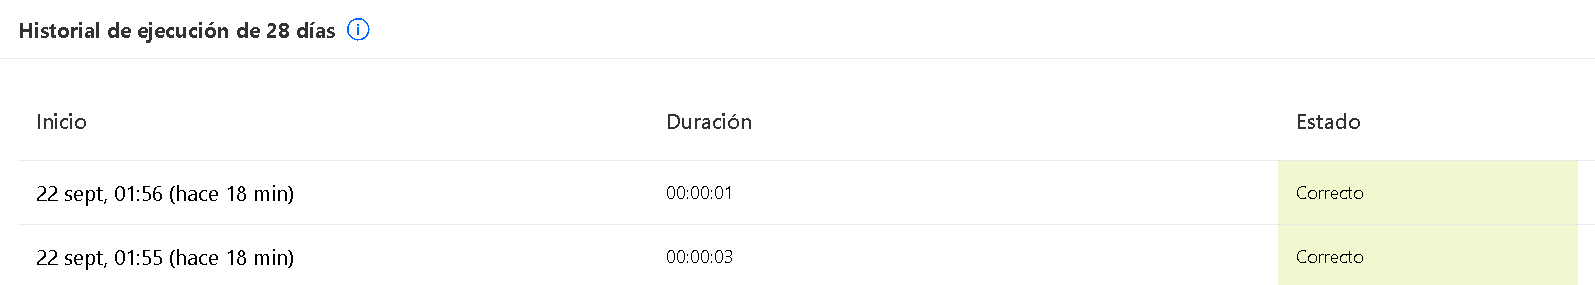 Historial de ejecución de 28 días
Inicio Duración Estado
22 sept, 01:56 (hace 18 min) 00:00:01 Correcto
22 sept, 01:55 (hace 18 min) 00:00:03 Correcto